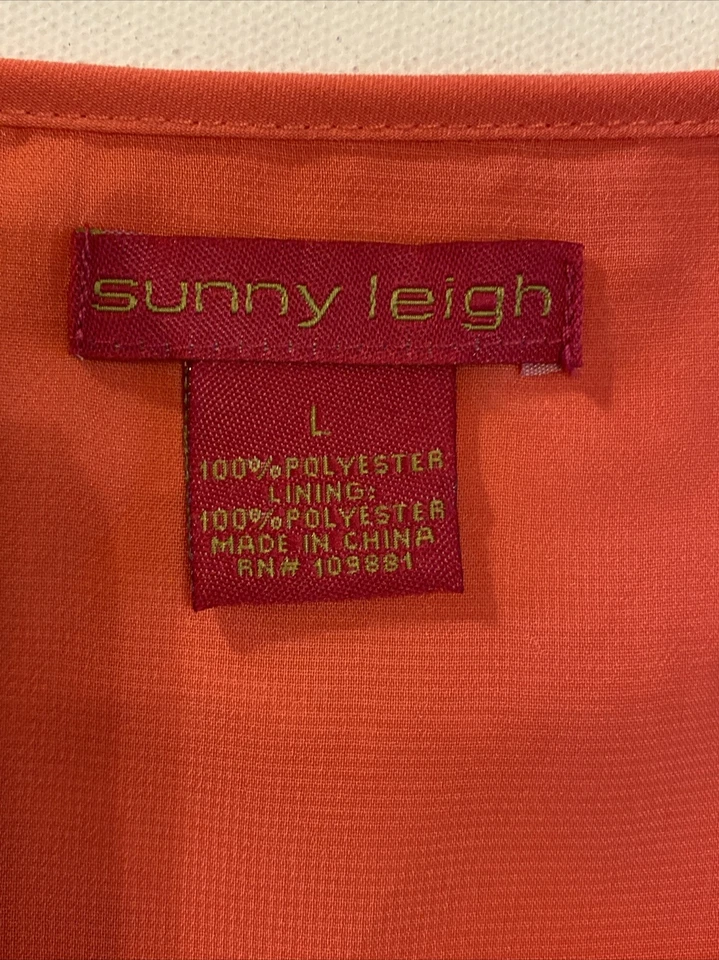 sunny leigh
L
100%POLYESTER
LINING:
100%POLYESTER
MADE IN CHINA
RN# 109881